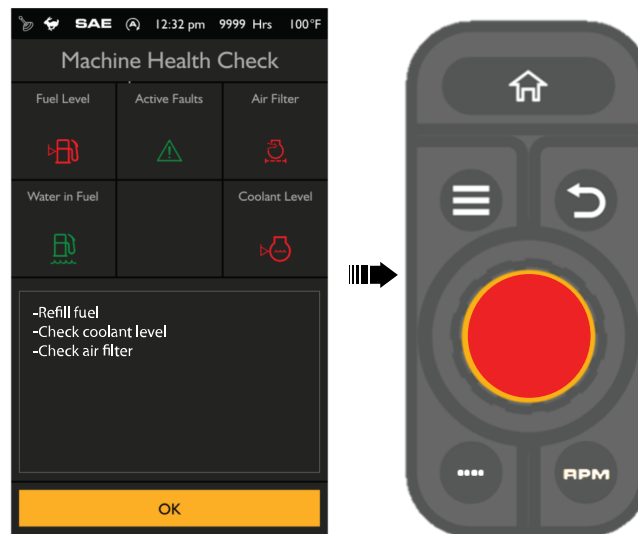 SAE A 12:32 pm 9999 Hrs 100°F
Machine Health Check
Fuel Level Active Faults Air Filter
Water in Fuel Coolant Level
-Refill fuel
-Check coolant level
-Check air filter
OK
RPM